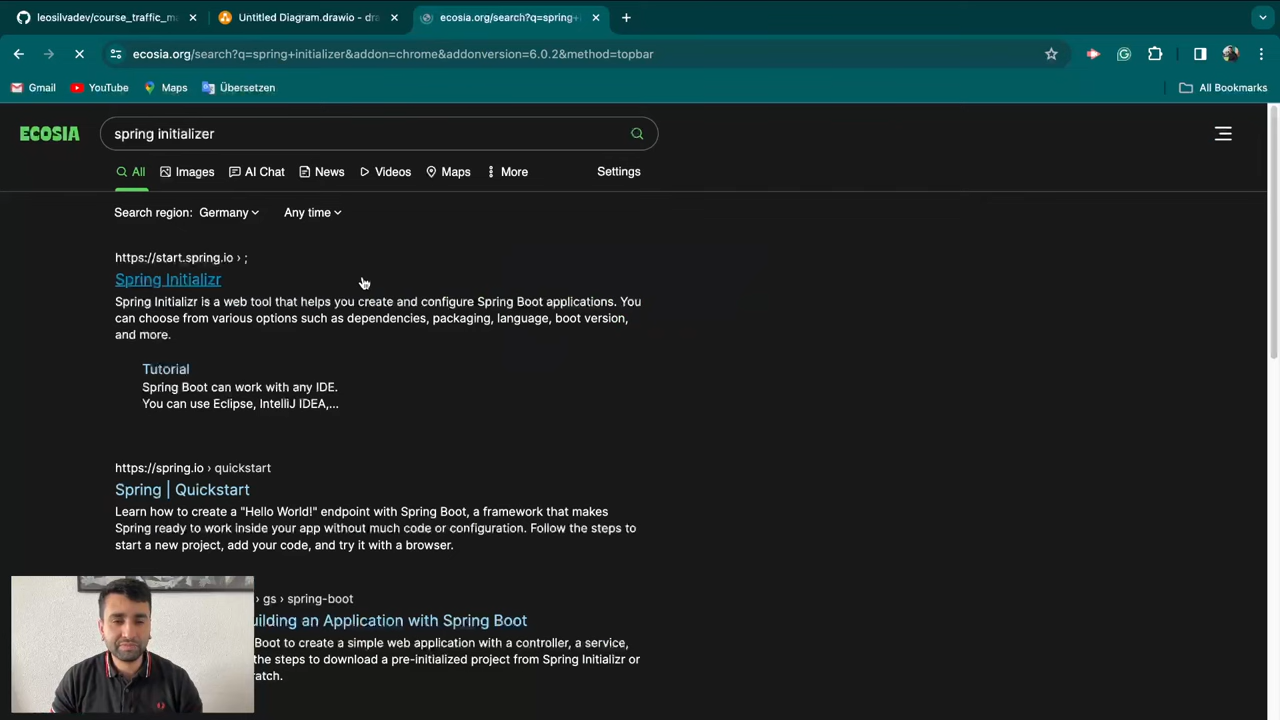 leosilvadev/course_traffic_ma
Untitled Diagram.drawio - dra
ecosia.org/search?q=spring+i
ecosia.org/search?q=spring+initializer&addon=chrome&addonversion=6.0.2&method=topbar
Gmail
YouTube
Maps
Übersetzen
All Bookmarks
ECOSIA
spring initializer
All
Images
AI Chat
News
Videos
Maps
More
Settings
Search region: Germany
Any time
https://start.spring.io › ;
Spring Initializr
Spring Initializr is a web tool that helps you create and configure Spring Boot applications. You
can choose from various options such as dependencies, packaging, language, boot version,
and more.
Tutorial
Spring Boot can work with any IDE.
You can use Eclipse, IntelliJ IDEA,...
https://spring.io › quickstart
Spring | Quickstart
Learn how to create a "Hello World!" endpoint with Spring Boot, a framework that makes
Spring ready to work inside your app without much code or configuration. Follow the steps to
start a new project, add your code, and try it with a browser.
› gs › spring-boot
uilding an Application with Spring Boot
Boot to create a simple web application with a controller, a service,
the steps to download a pre-initialized project from Spring Initializr or
ratch.